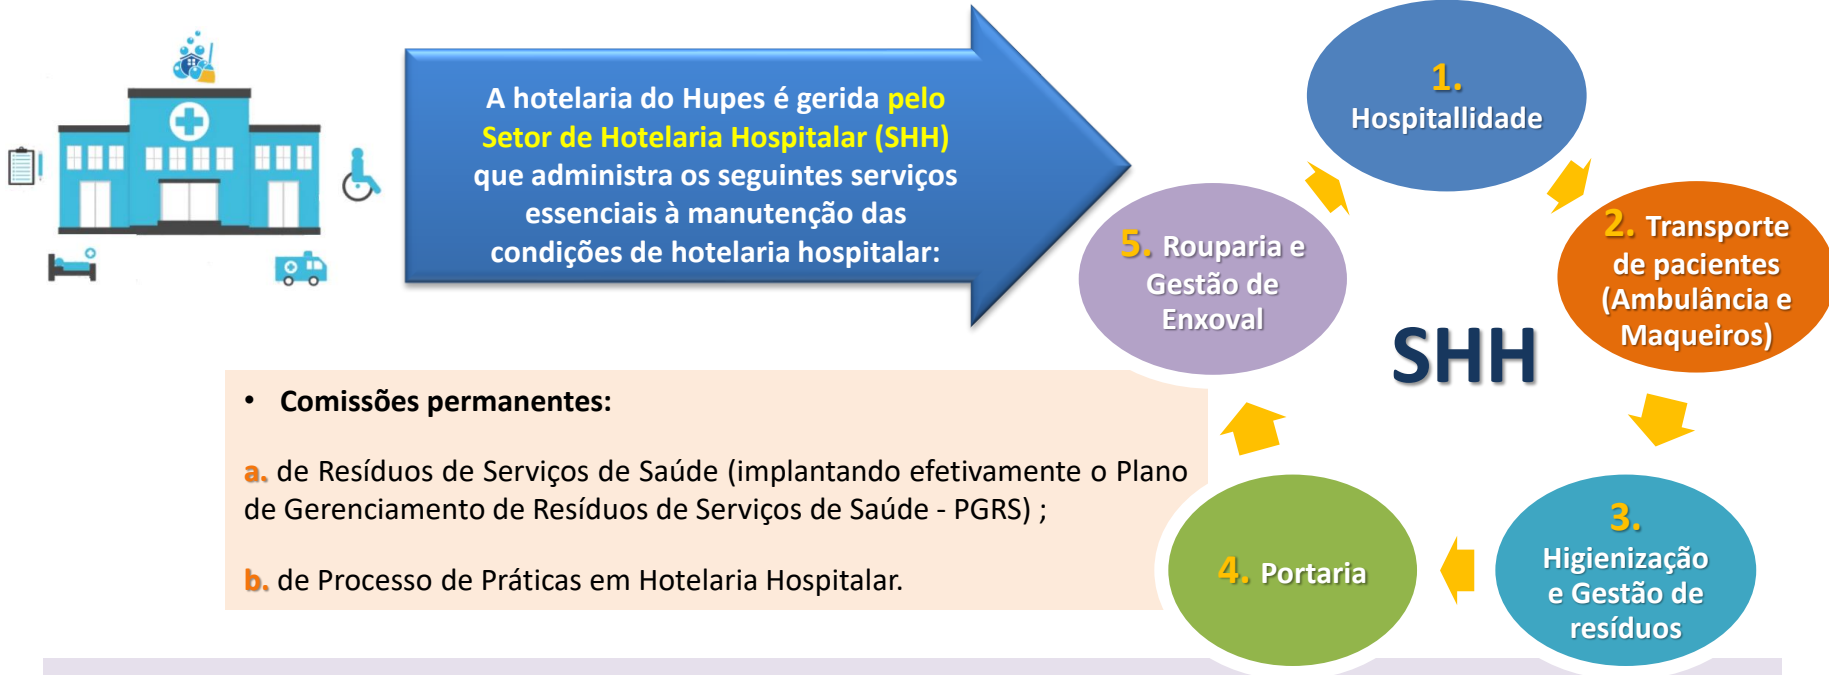 A hotelaria do Hupes é gerida pelo
Setor de Hotelaria Hospitalar (SHH)
que administra os seguintes serviços
essenciais à manutenção das
condições de hotelaria hospitalar:
1.
Hospitallidade
2. Transporte
de pacientes
(Ambulância e
Maqueiros)
3.
Higienização
e Gestão de
resíduos
4. Portaria
5. Rouparia e
Gestão de
Enxoval
SHH
• Comissões permanentes:
a. de Resíduos de Serviços de Saúde (implantando efetivamente o Plano
de Gerenciamento de Resíduos de Serviços de Saúde - PGRS) ;
b. de Processo de Práticas em Hotelaria Hospitalar.